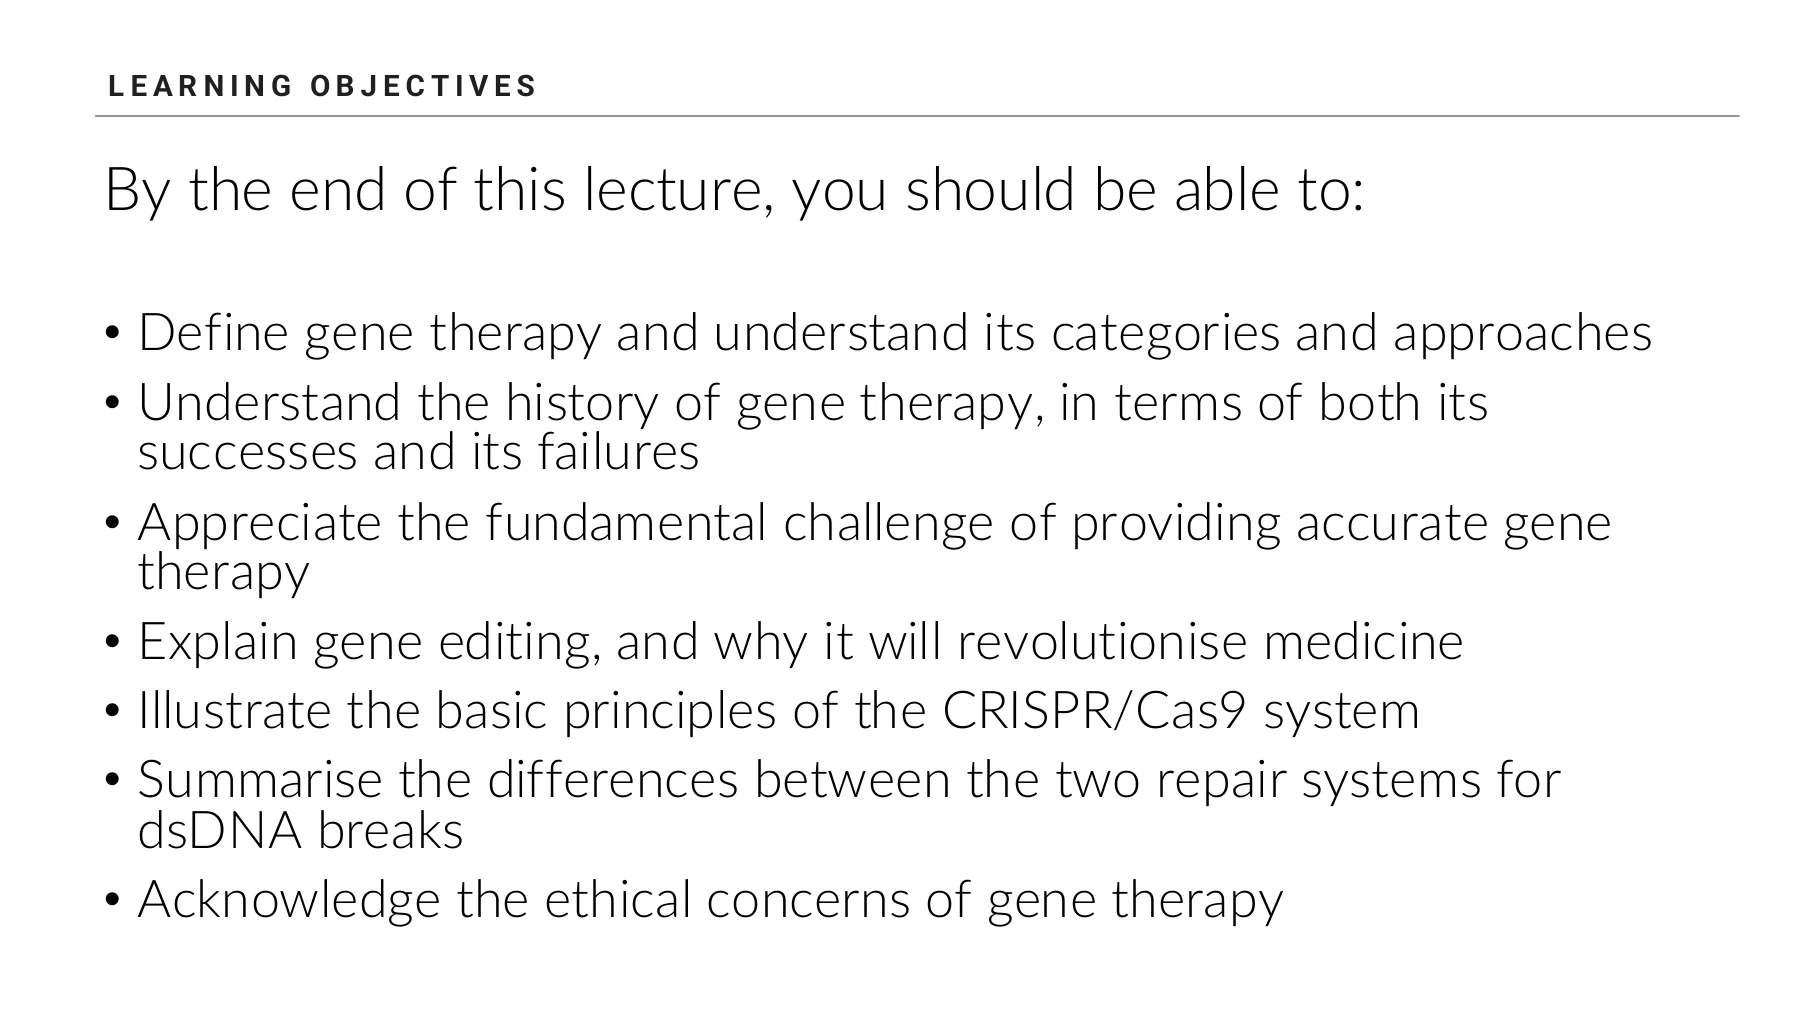 LEARNING OBJECTIVES
By the end of this lecture, you should be able to:
• Define gene therapy and understand its categories and approaches
• Understand the history of gene therapy, in terms of both its
successes and its failures
• Appreciate the fundamental challenge of providing accurate gene
therapy
• Explain gene editing, and why it will revolutionise medicine
• Illustrate the basic principles of the CRISPR/Cas9 system
• Summarise the differences between the two repair systems for
dsDNA breaks
• Acknowledge the ethical concerns of gene therapy